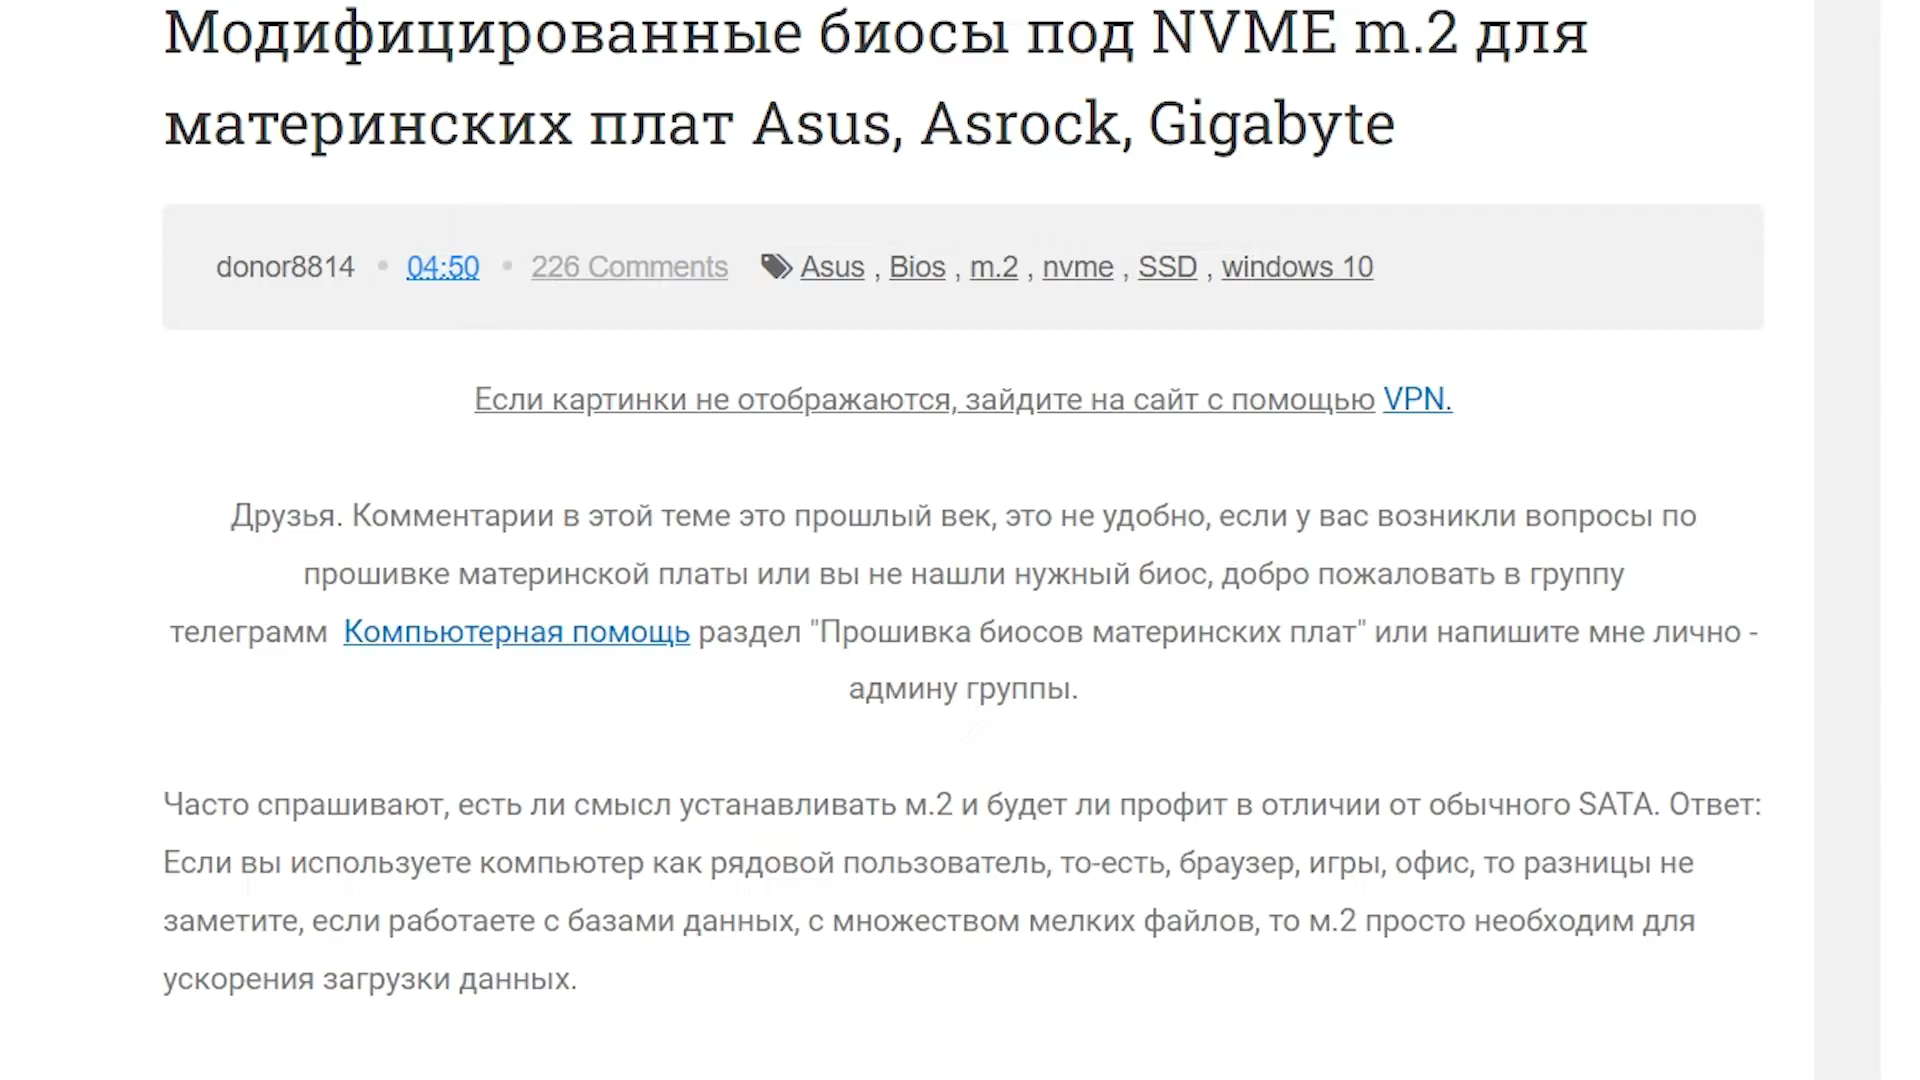 Модифицированные биосы под NVME m.2 для
материнских плат Asus, Asrock, Gigabyte
donor8814 • 04:50 • 226 Comments Asus , Bios , m.2 , nvme , SSD , windows 10
Если картинки не отображаются, зайдите на сайт с помощью VPN.
Друзья. Комментарии в этой теме это прошлый век, это не удобно, если у вас возникли вопросы по
прошивке материнской платы или вы не нашли нужный биос, добро пожаловать в группу
телеграмм Компьютерная помощь раздел "Прошивка биосов материнских плат" или напишите мне лично -
админу группы.
Часто спрашивают, есть ли смысл устанавливать м.2 и будет ли профит в отличии от обычного SATA. Ответ:
Если вы используете компьютер как рядовой пользователь, то-есть, браузер, игры, офис, то разницы не
заметите, если работаете с базами данных, с множеством мелких файлов, то м.2 просто необходим для
ускорения загрузки данных.